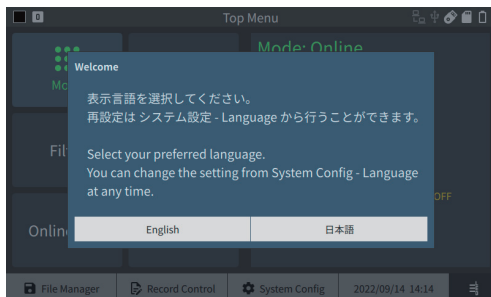 0
Top Menu
Mode: Online
Welcome
表示言語を選択してください。
再設定は システム設定 - Language から行うことができます。
Select your preferred language.
You can change the setting from System Config - Language
at any time.
OFF
Online
English
日本語
File Manager
Record Control
System Config
2022/09/14 14:14